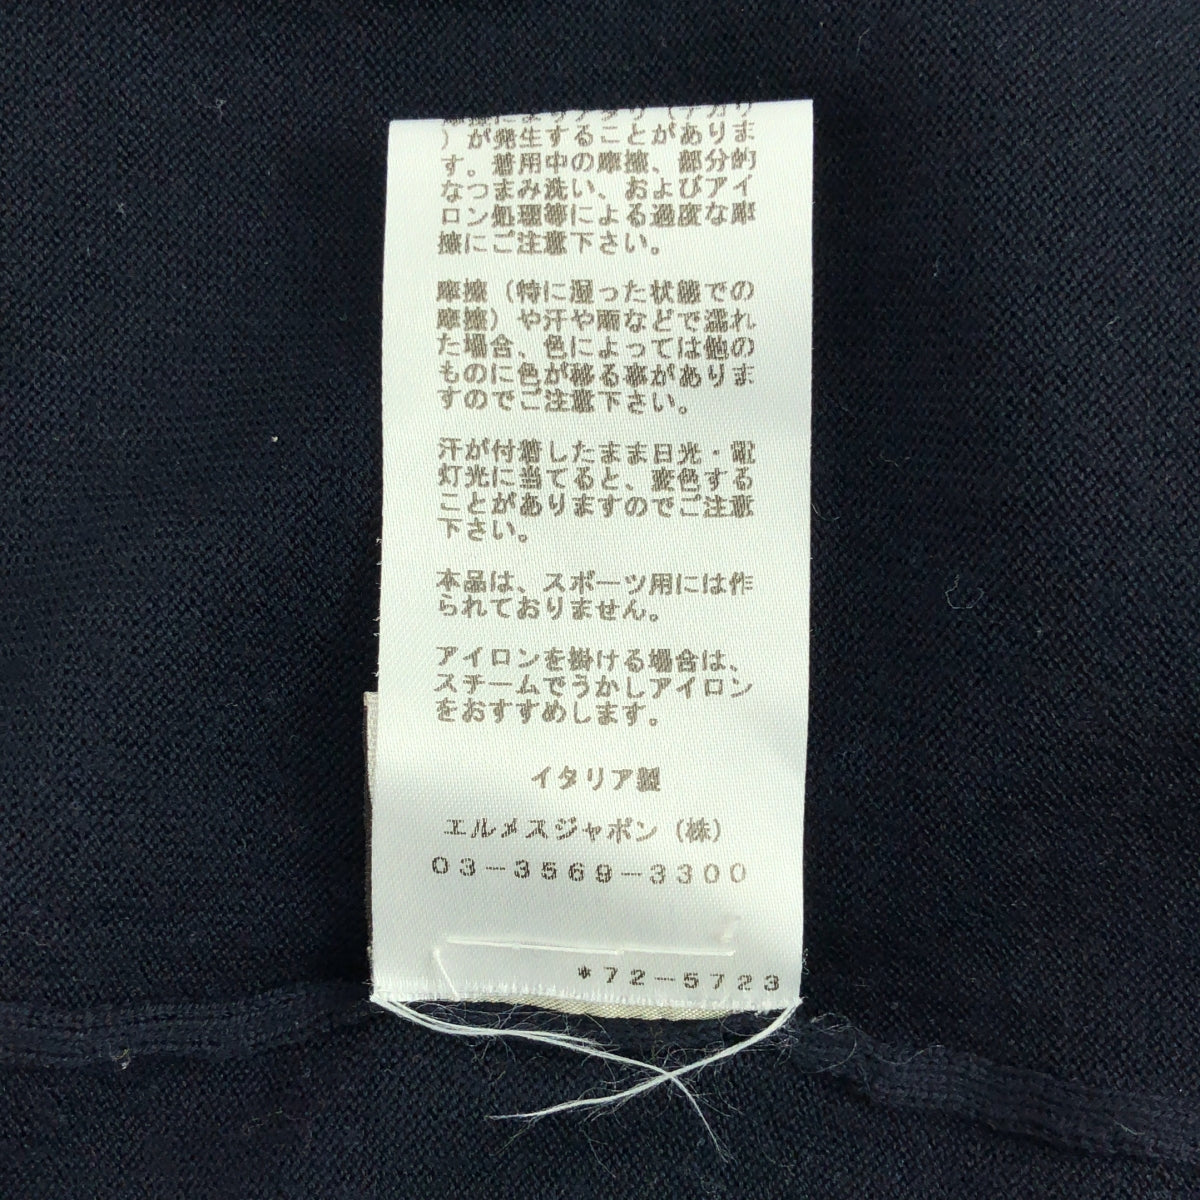 ）が発生することがありま
す。着用中の摩擦、部分的
なつまみ洗い、およびアイ
ロン処理等による過度な摩
擦にご注意下さい。
摩擦（特に湿った状態での
摩擦）や汗や雨などで濡れ
た場合、色によっては他の
ものに色が移る事がありま
すのでご注意下さい。
汗が付着したまま日光・電
灯光に当てると、変色する
ことがありますのでご注意
下さい。
本品は、スポーツ用には作
られておりません。
アイロンを掛ける場合は、
スチームでうかしアイロン
をおすすめします。
イタリア製
エルメスジャポン（株）
03-3569-3300
*72-5723